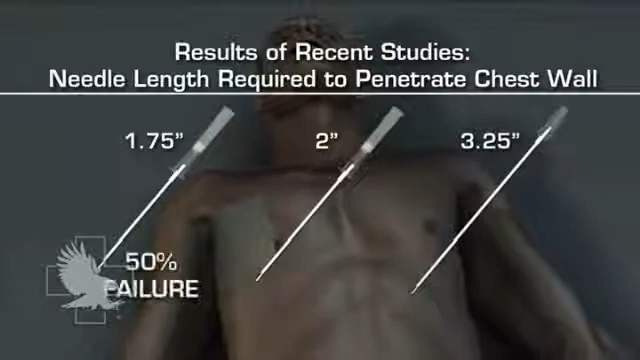 Results of Recent Studies:
Needle Length Required to Penetrate Chest Wall
1.75”
2”
3.25”
50%
FAILURE